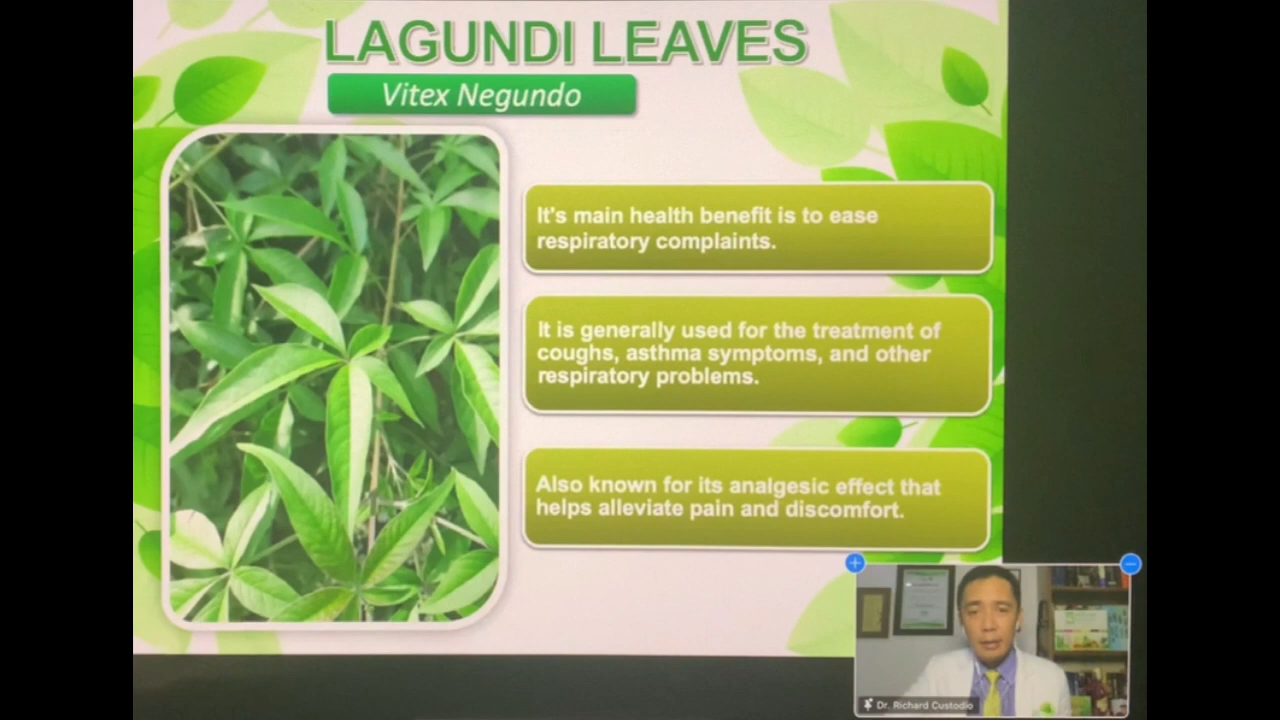 LAGUNDI LEAVES
Vitex Negundo
It's main health benefit is to ease
respiratory complaints.
It is generally used for the treatment of
coughs, asthma symptoms, and other
respiratory problems.
Also known for its analgesic effect that
helps alleviate pain and discomfort.
Dr. Richard Custodio